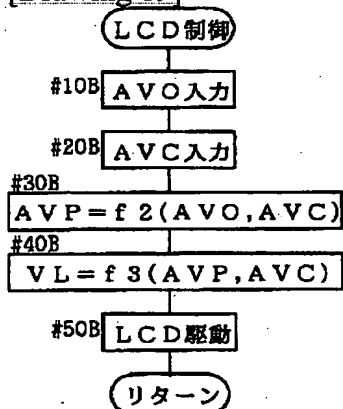 LCD制御
#10B AVO入力
#20B AVC入力
#30B
AVP=f2(AVO,AVC)
#40B
VL=f3(AVP,AVC)
#50B LCD駆動
リターン